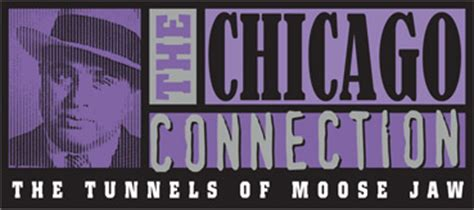 THE CHICAGO
CONNECTION
THE TUNNELS OF MOOSE JAW